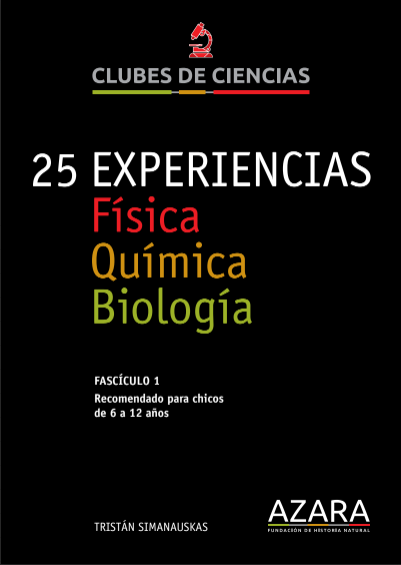 CLUBES DE CIENCIAS
25 EXPERIENCIAS
Física
Química
Biología
FASCÍCULO 1
Recomendado para chicos
de 6 a 12 años
TRISTÁN SIMANAUSKAS
AZARA
FUNDACIÓN DE HISTORIA NATURAL